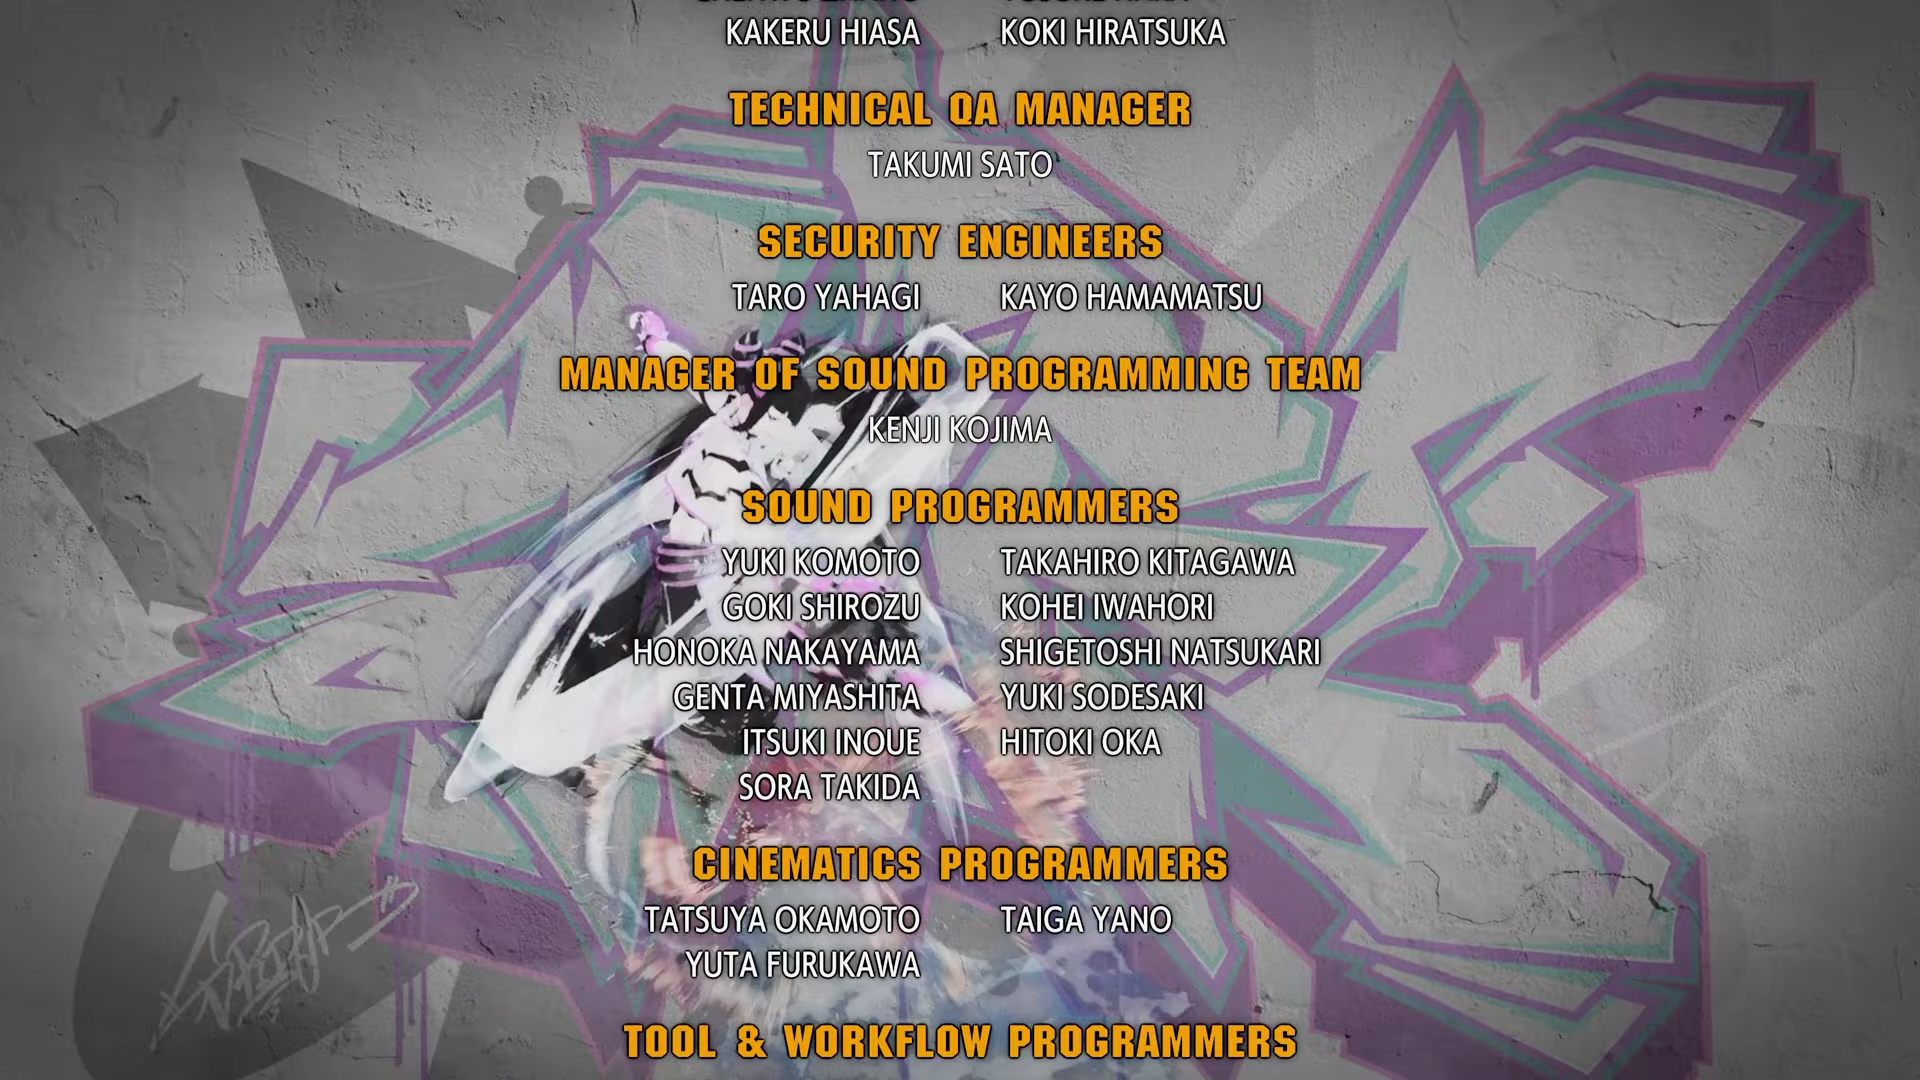 KAKERU HIASA KOKI HIRATSUKA
TECHNICAL QA MANAGER
TAKUMI SATO
SECURITY ENGINEERS
TARO YAHAGI KAYO HAMAMATSU
MANAGER OF SOUND PROGRAMMING TEAM
KENJI KOJIMA
SOUND PROGRAMMERS
YUKI KOMOTO TAKAHIRO KITAGAWA
GOKI SHIROZU KOHEI IWAHORI
HONOKA NAKAYAMA SHIGETOSHI NATSUKARI
GENTA MIYASHITA YUKI SODESAKI
ITSUKI INOUE HITOKI OKA
SORA TAKIDA
CINEMATICS PROGRAMMERS
TATSUYA OKAMOTO TAIGA YANO
YUTA FURUKAWA
TOOL & WORKFLOW PROGRAMMERS